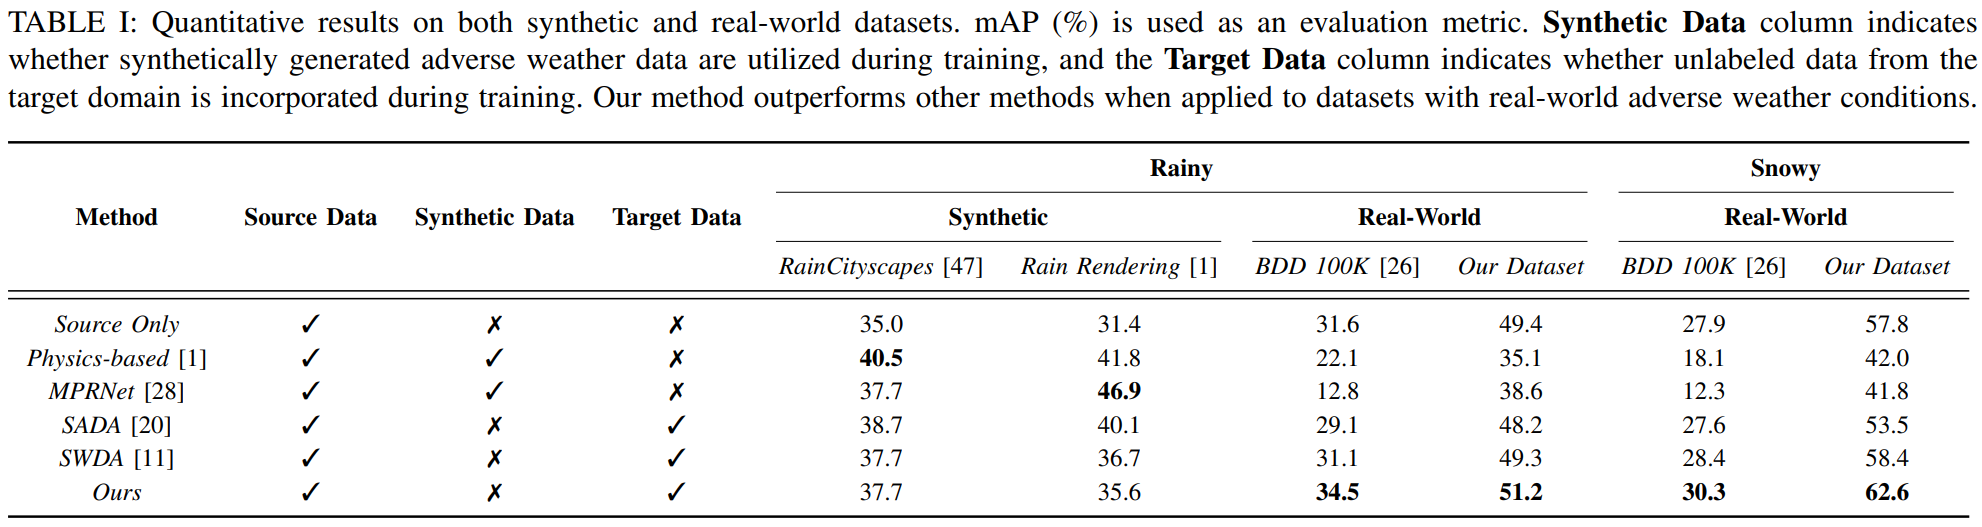 TABLE I: Quantitative results on both synthetic and real-world datasets. mAP (%) is used as an evaluation metric. Synthetic Data column indicates
whether synthetically generated adverse weather data are utilized during training, and the Target Data column indicates whether unlabeled data from the
target domain is incorporated during training. Our method outperforms other methods when applied to datasets with real-world adverse weather conditions.
Rainy Snowy
Method Source Data Synthetic Data Target Data Synthetic Real-World Real-World
RainCityscapes [47] Rain Rendering [1] BDD 100K [26] Our Dataset BDD 100K [26] Our Dataset
Source Only ✓ ✗ ✗ 35.0 31.4 31.6 49.4 27.9 57.8
Physics-based [1] ✓ ✓ ✗ 40.5 41.8 22.1 35.1 18.1 42.0
MPRNet [28] ✓ ✓ ✗ 37.7 46.9 12.8 38.6 12.3 41.8
SADA [20] ✓ ✗ ✓ 38.7 40.1 29.1 48.2 27.6 53.5
SWDA [11] ✓ ✗ ✓ 37.7 36.7 31.1 49.3 28.4 58.4
Ours ✓ ✗ ✓ 37.7 35.6 34.5 51.2 30.3 62.6